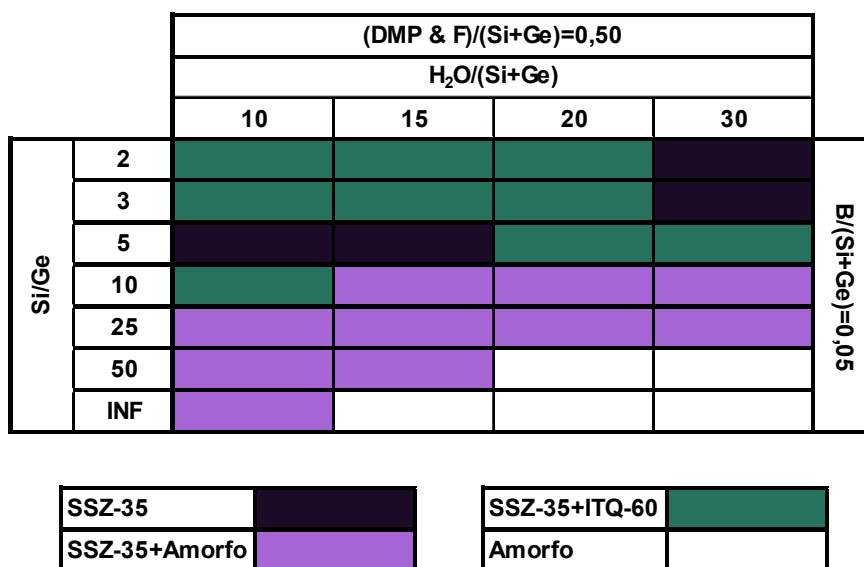 (DMP & F)/(Si+Ge)=0,50
H₂O/(Si+Ge)
10 15 20 30
Si/Ge
2
3
5
10
25
50
INF
B/(Si+Ge)=0,05
SSZ-35 SSZ-35+ITQ-60
SSZ-35+Amorfo Amorfo